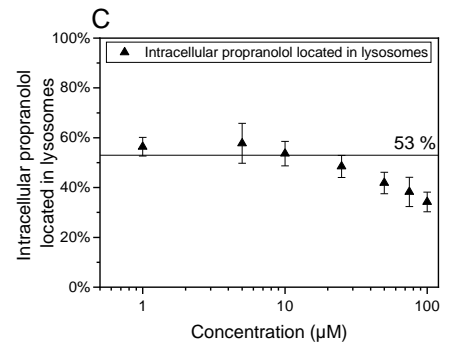 C
Intracellular propranolol located in lysosomes
Intracellular propranolol
located in lysosomes
100%
80%
60%
40%
20%
0%
53 %
1
10
100
Concentration (µM)